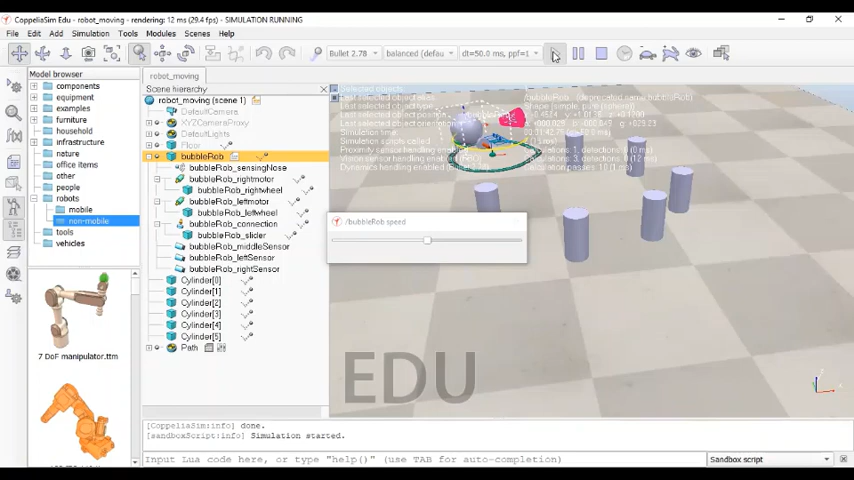 CoppeliaSim Edu - robot_moving - rendering: 12 ms (29.4 fps) - SIMULATION RUNNING
File Edit Add Simulation Tools Modules Scenes Help
Bullet 2.78 balanced (defau dt=50.0 ms, ppf=1
Model browser
components
equipment
examples
furniture
household
infrastructure
nature
office items
other
people
robots
mobile
non-mobile
tools
vehicles
7 DoF manipulator.ttm
robot_moving
Scene hierarchy
robot_moving (scene 1)
DefaultCamera
XYZCameraProxy
DefaultLights
Floor
bubbleRob
bubbleRob_sensingNose
bubbleRob_rightmotor
bubbleRob_rightwheel
bubbleRob_leftmotor
bubbleRob_leftwheel
bubbleRob_connection
bubbleRob_slider
bubbleRob_middleSensor
bubbleRob_leftSensor
bubbleRob_rightSensor
Cylinder[0]
Cylinder[1]
Cylinder[2]
Cylinder[3]
Cylinder[4]
Cylinder[5]
Path
Selected objects:
Simulation time:
/bubbleRob speed
EDU
[CoppeliaSim:info] done.
[sandboxScript:info] Simulation started.
Input Lua code here, or type "help()" (use TAB for auto-completion)
Sandbox script